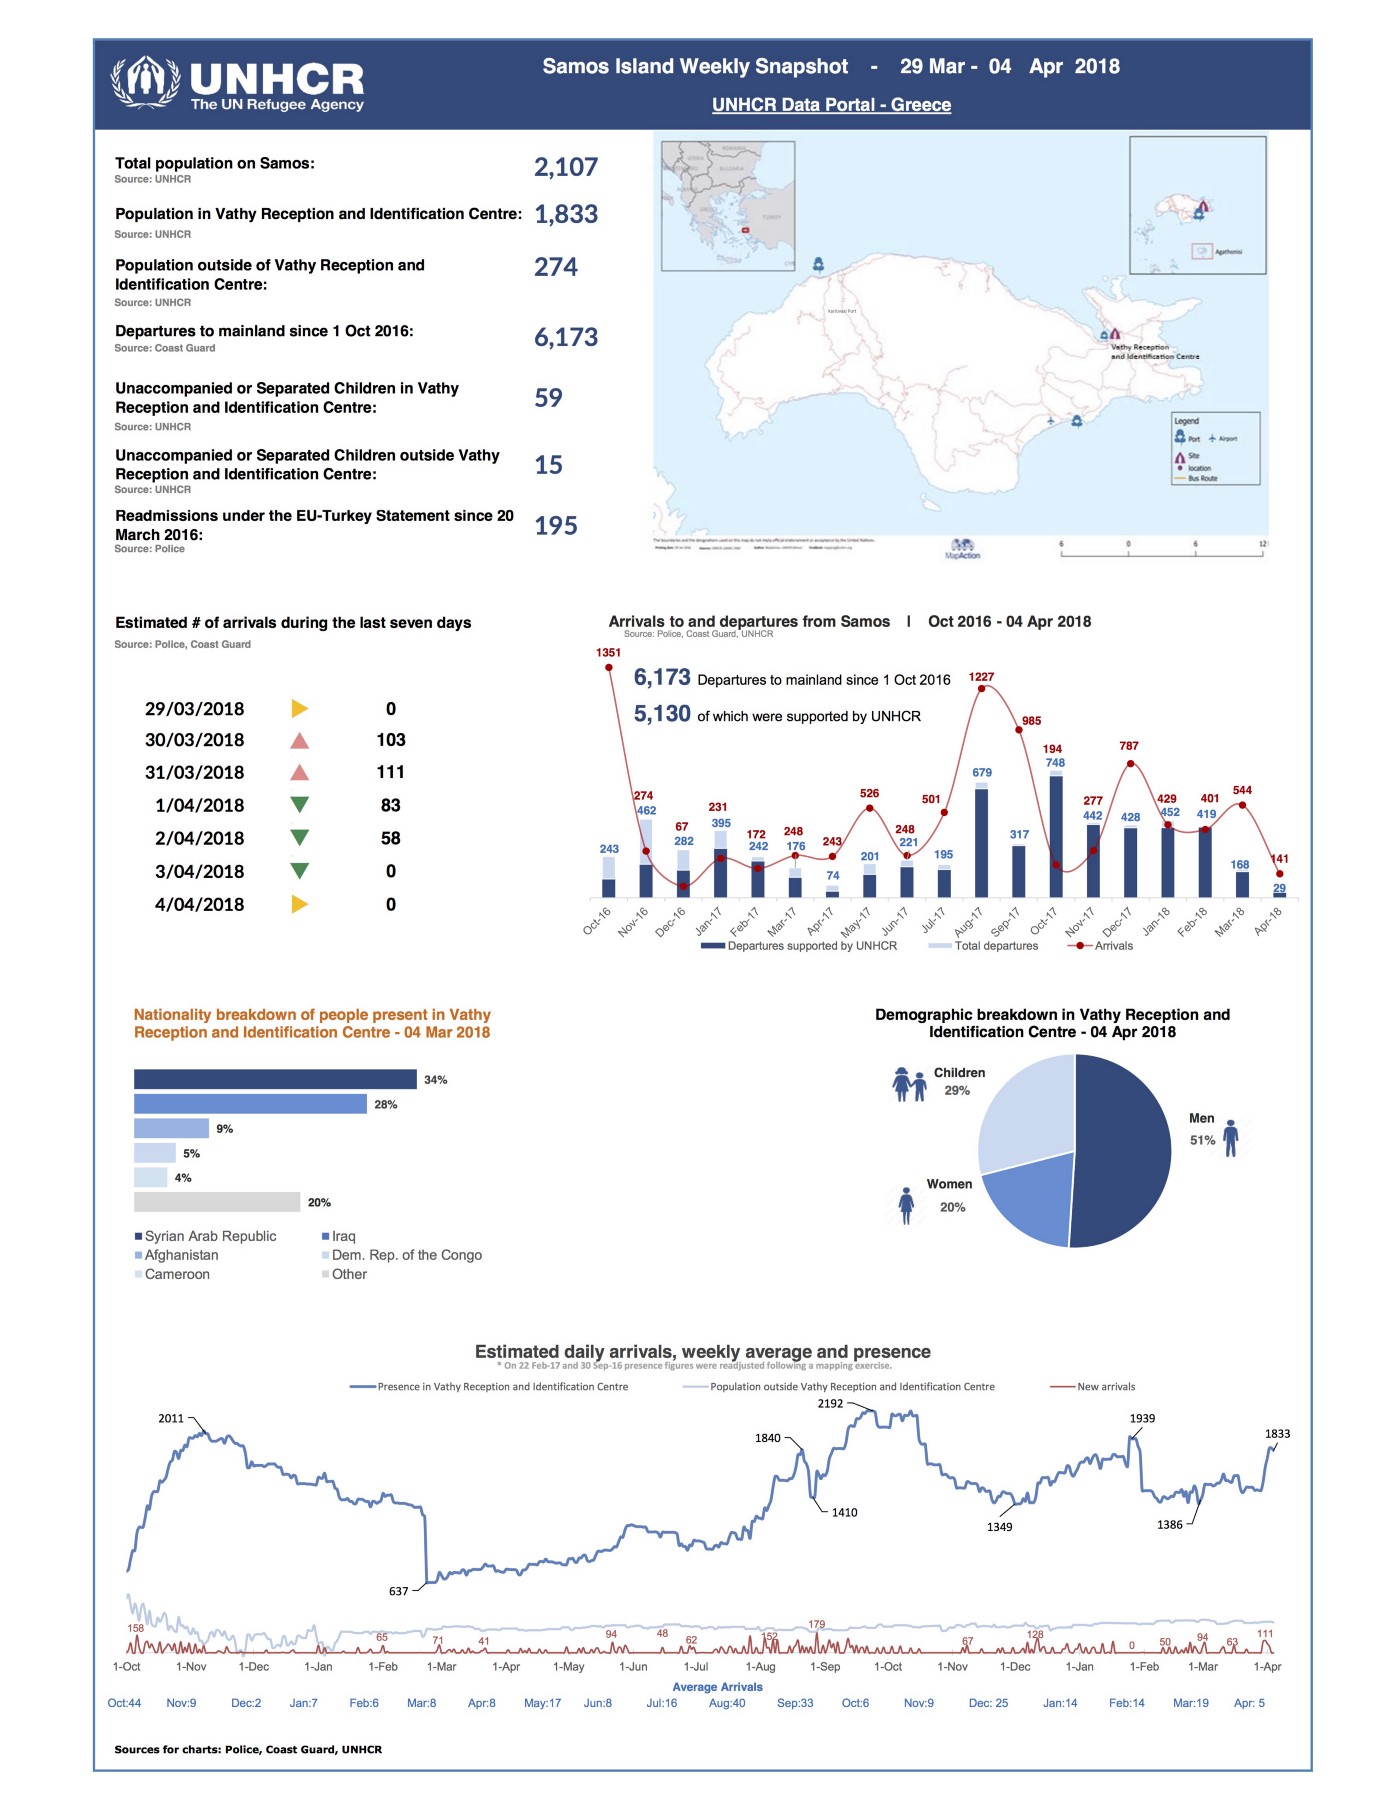 UNHCR
The UN Refugee Agency
Samos Island Weekly Snapshot - 29 Mar - 04 Apr 2018
UNHCR Data Portal - Greece
Total population on Samos:
2,107
Source: UNHCR
Population in Vathy Reception and Identification Centre:
1,833
Source: UNHCR
Population outside of Vathy Reception and
Identification Centre:
274
Source: UNHCR
Departures to mainland since 1 Oct 2016:
6,173
Source: Coast Guard
Unaccompanied or Separated Children in Vathy
Reception and Identification Centre:
59
Source: UNHCR
Unaccompanied or Separated Children outside Vathy
Reception and Identification Centre:
15
Source: UNHCR
Readmissions under the EU-Turkey Statement since 20
March 2016:
195
Source: Police
ROMANIA
BULGARIA
TURKEY
Agathonisi
Karlovasi Port
Vathy Reception
and Identification Centre
Legend
Port
Airport
Site
location
Bus Route
MapAction
6 0 6 12
Estimated # of arrivals during the last seven days
Source: Police, Coast Guard
29/03/2018 0
30/03/2018 103
31/03/2018 111
1/04/2018 83
2/04/2018 58
3/04/2018 0
4/04/2018 0
Arrivals to and departures from Samos I Oct 2016 - 04 Apr 2018
Source: Police, Coast Guard, UNHCR
6,173 Departures to mainland since 1 Oct 2016
5,130 of which were supported by UNHCR
1351 274 67 231 172 248 243 526 248 501 1227 985 194 277 787 429 401 544 141
243 462 282 395 242 176 74 201 221 195 679 317 748 442 428 452 419 168 29
Oct-16 Nov-16 Dec-16 Jan-17 Feb-17 Mar-17 Apr-17 May-17 Jun-17 Jul-17 Aug-17 Sep-17 Oct-17 Nov-17 Dec-17 Jan-18 Feb-18 Mar-18 Apr-18
Departures supported by UNHCR Total departures Arrivals
Nationality breakdown of people present in Vathy
Reception and Identification Centre - 04 Mar 2018
34%
28%
9%
5%
4%
20%
Syrian Arab Republic Iraq
Afghanistan Dem. Rep. of the Congo
Cameroon Other
Demographic breakdown in Vathy Reception and
Identification Centre - 04 Apr 2018
Children
29%
Men
51%
Women
20%
Estimated daily arrivals, weekly average and presence
* On 22 Feb-17 and 30 Sep-16 presence figures were readjusted following a mapping exercise.
Presence in Vathy Reception and Identification Centre Population outside Vathy Reception and Identification Centre New arrivals
2011 637 1840 1410 2192 1349 1939 1386 1833
158 65 71 41 94 48 62 152 179 67 128 0 50 94 63 111
1-Oct 1-Nov 1-Dec 1-Jan 1-Feb 1-Mar 1-Apr 1-May 1-Jun 1-Jul 1-Aug 1-Sep 1-Oct 1-Nov 1-Dec 1-Jan 1-Feb 1-Mar 1-Apr
Average Arrivals
Oct:44 Nov:9 Dec:2 Jan:7 Feb:6 Mar:8 Apr:8 May:17 Jun:8 Jul:16 Aug:40 Sep:33 Oct:6 Nov:9 Dec: 25 Jan:14 Feb:14 Mar:19 Apr: 5
Sources for charts: Police, Coast Guard, UNHCR